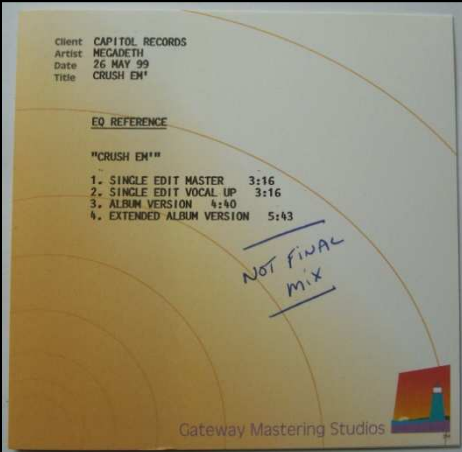 Client CAPITOL RECORDS
Artist MEGADETH
Date 26 MAY 99
Title CRUSH EM'
EQ REFERENCE
"CRUSH EM'"
1. SINGLE EDIT MASTER 3:16
2. SINGLE EDIT VOCAL UP 3:16
3. ALBUM VERSION 4:40
4. EXTENDED ALBUM VERSION 5:43
NOT FINAL
MIX
Gateway Mastering Studios